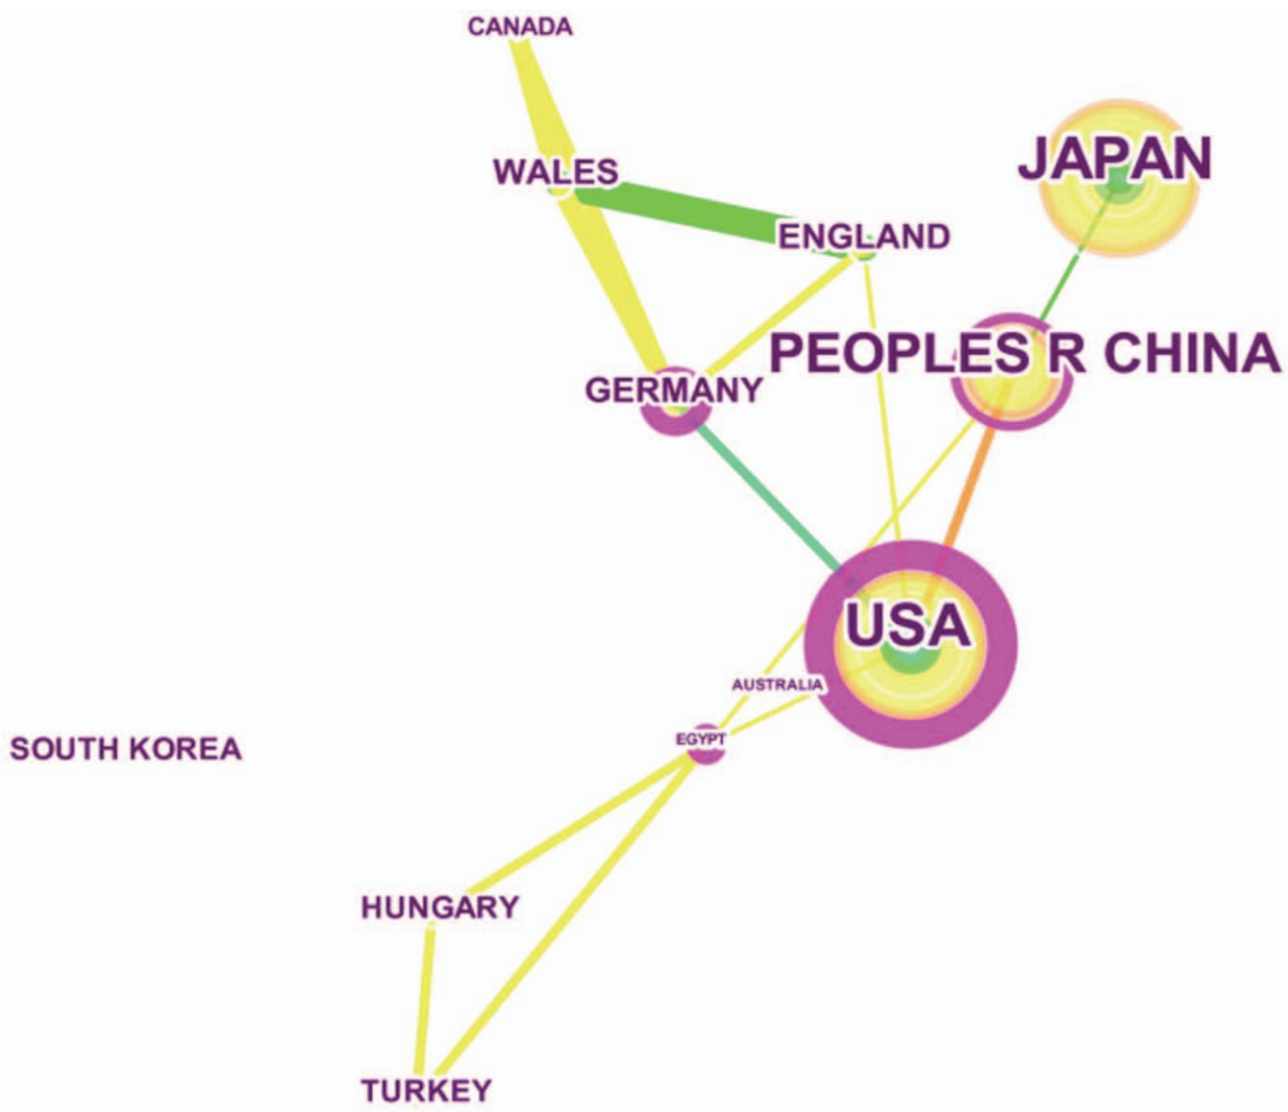 CANADA
JAPAN
WALES
ENGLAND
PEOPLES R CHINA
GERMANY
USA
AUSTRALIA
EGYPT
SOUTH KOREA
HUNGARY
TURKEY